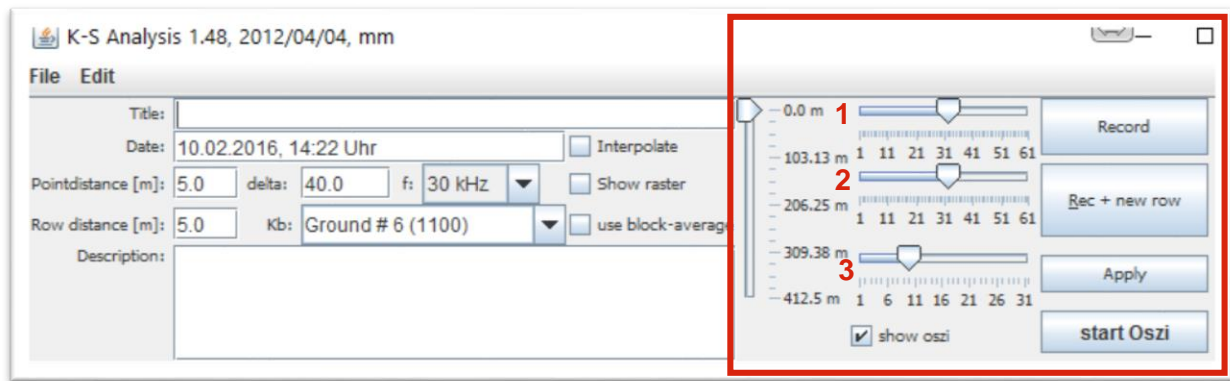 K-S Analysis 1.48, 2012/04/04, mm
File Edit
Title:
Date: 10.02.2016, 14:22 Uhr Interpolate
Pointdistance [m]: 5.0 delta: 40.0 f: 30 kHz Show raster
Row distance [m]: 5.0 Kb: Ground # 6 (1100) use block-average
Description:
0.0 m
103.13 m
206.25 m
309.38 m
412.5 m
1
1 11 21 31 41 51 61
2
1 11 21 31 41 51 61
3
1 6 11 16 21 26 31
show oszi
Record
Rec + new row
Apply
start Oszi